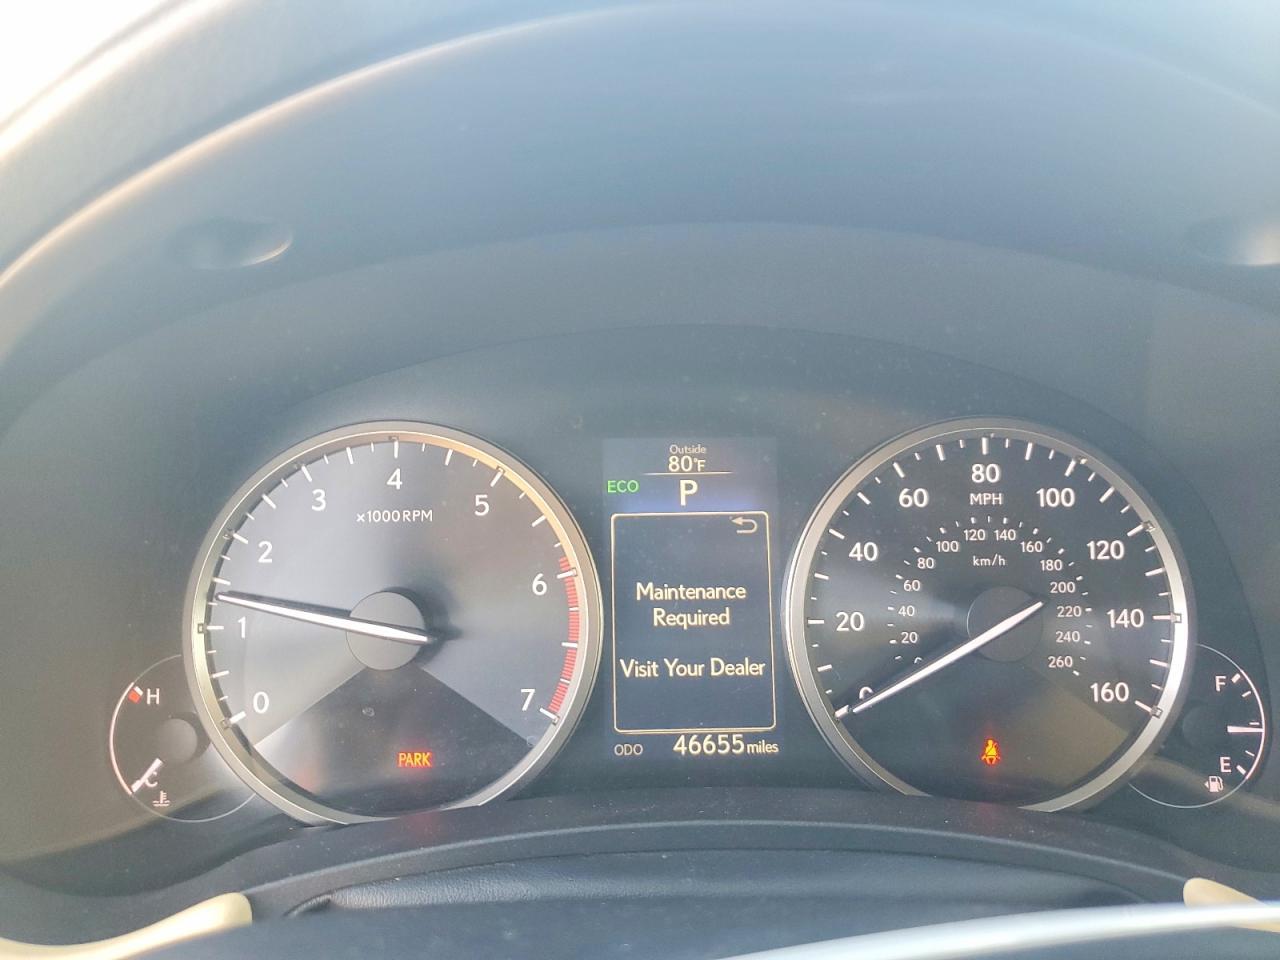 Outside
80°F
ECO P
Maintenance
Required
Visit Your Dealer
ODO 46655 miles
0
1
2
3
4
5
6
7
x1000RPM
PARK
H
C
0
20
40
60
80
100
120
140
160
MPH
20
40
60
80
100
120
140
160
180
200
220
240
260
km/h
F
E